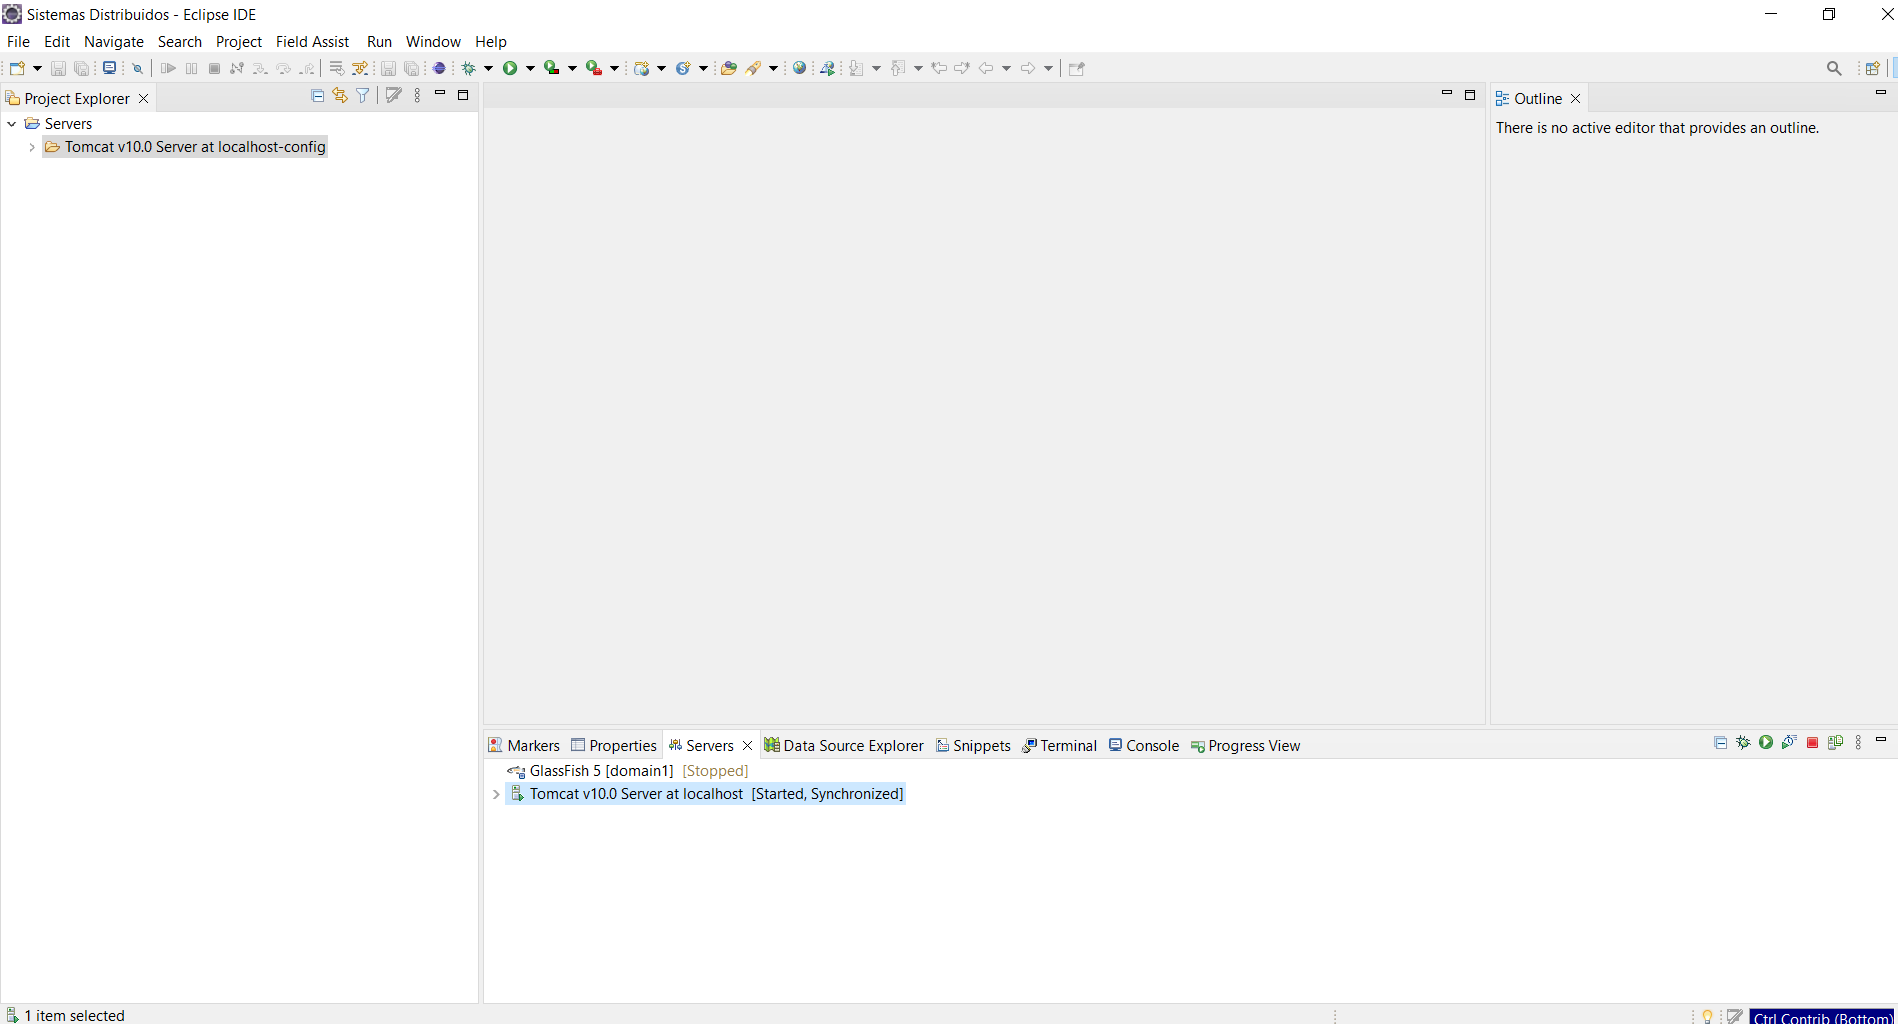 Sistemas Distribuidos - Eclipse IDE
File Edit Navigate Search Project Field Assist Run Window Help
Project Explorer
Servers
Tomcat v10.0 Server at localhost-config
Outline
There is no active editor that provides an outline.
Markers Properties Servers Data Source Explorer Snippets Terminal Console Progress View
GlassFish 5 [domain1] [Stopped]
Tomcat v10.0 Server at localhost [Started, Synchronized]
1 item selected
Ctrl Contrib (Bottom)